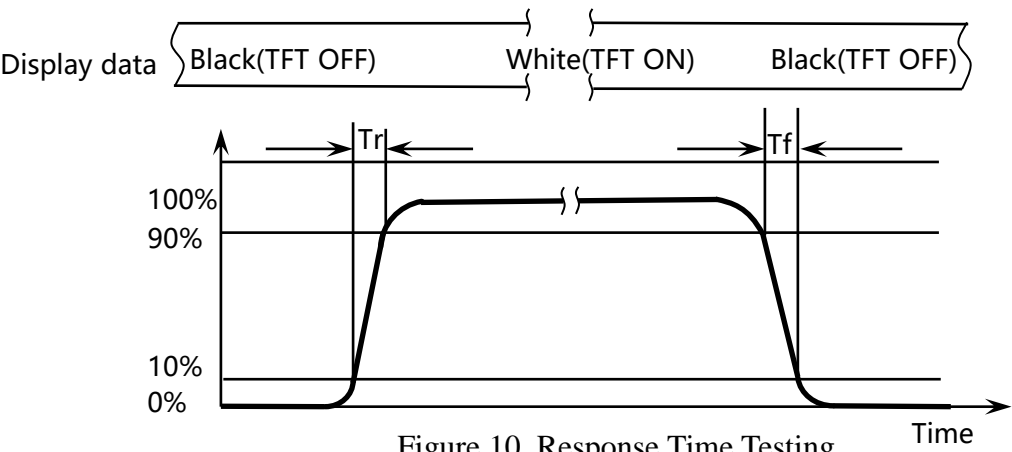 Display data Black(TFT OFF) White(TFT ON) Black(TFT OFF)
Tr Tf
100%
90%
10%
0%
Time
Figure 10. Response Time Testing